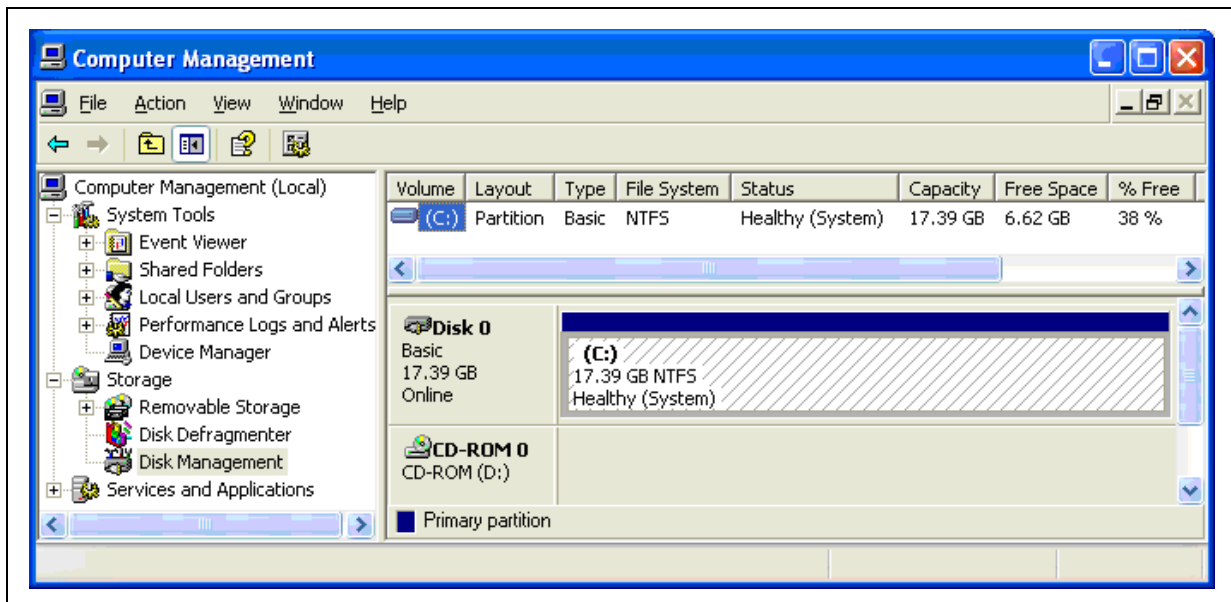 Computer Management
File Action View Window Help
Computer Management (Local)
System Tools
Event Viewer
Shared Folders
Local Users and Groups
Performance Logs and Alerts
Device Manager
Storage
Removable Storage
Disk Defragmenter
Disk Management
Services and Applications
Volume Layout Type File System Status Capacity Free Space % Free
(C:) Partition Basic NTFS Healthy (System) 17.39 GB 6.62 GB 38 %
Disk 0
Basic
17.39 GB
Online
(C:)
17.39 GB NTFS
Healthy (System)
CD-ROM 0
CD-ROM (D:)
Primary partition